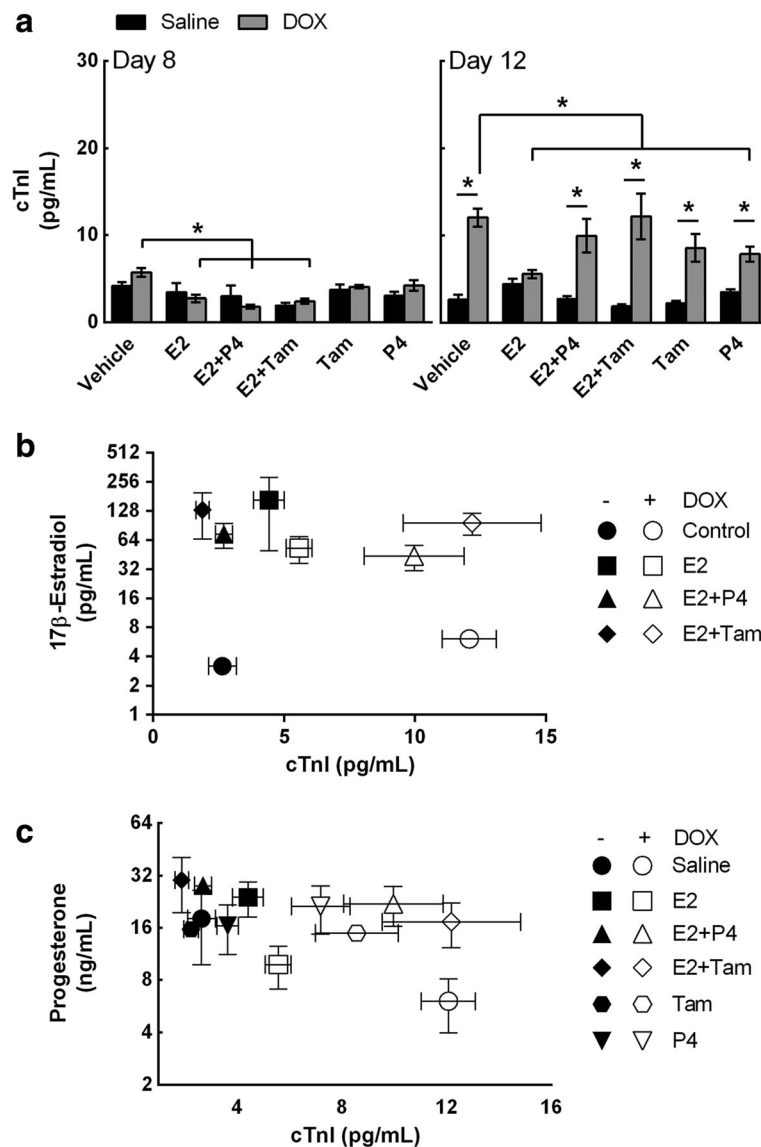 a
Saline DOX
Day 8 Day 12
30
20
10
0
cTnI
(pg/mL)
* * * * * * *
Vehicle E2 E2+P4 E2+Tam Tam P4 Vehicle E2 E2+P4 E2+Tam Tam P4
b
512
256
128
64
32
16
8
4
2
1
17β-Estradiol
(pg/mL)
0 5 10 15
cTnI (pg/mL)
- + DOX
Control
E2
E2+P4
E2+Tam
c
64
32
16
8
4
2
Progesterone
(ng/mL)
4 8 12 16
cTnI (pg/mL)
- + DOX
Saline
E2
E2+P4
E2+Tam
Tam
P4